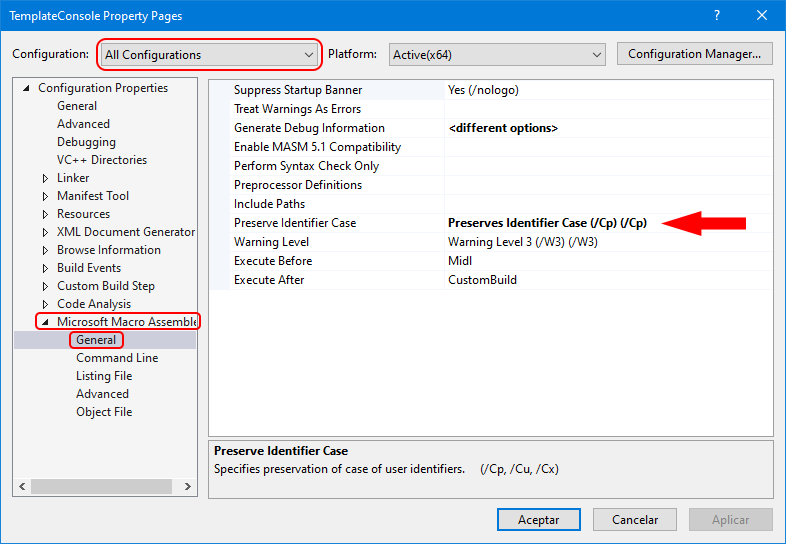 TemplateConsole Property Pages
Configuration: All Configurations Platform: Active(x64) Configuration Manager...
Configuration Properties
General
Advanced
Debugging
VC++ Directories
Linker
Manifest Tool
Resources
XML Document Generator
Browse Information
Build Events
Custom Build Step
Code Analysis
Microsoft Macro Assemble
General
Command Line
Listing File
Advanced
Object File
Suppress Startup Banner Yes (/nologo)
Treat Warnings As Errors
Generate Debug Information <different options>
Enable MASM 5.1 Compatibility
Perform Syntax Check Only
Preprocessor Definitions
Include Paths
Preserve Identifier Case Preserves Identifier Case (/Cp) (/Cp)
Warning Level Warning Level 3 (/W3) (/W3)
Execute Before Midl
Execute After CustomBuild
Preserve Identifier Case
Specifies preservation of case of user identifiers. (/Cp, /Cu, /Cx)
Aceptar Cancelar Aplicar